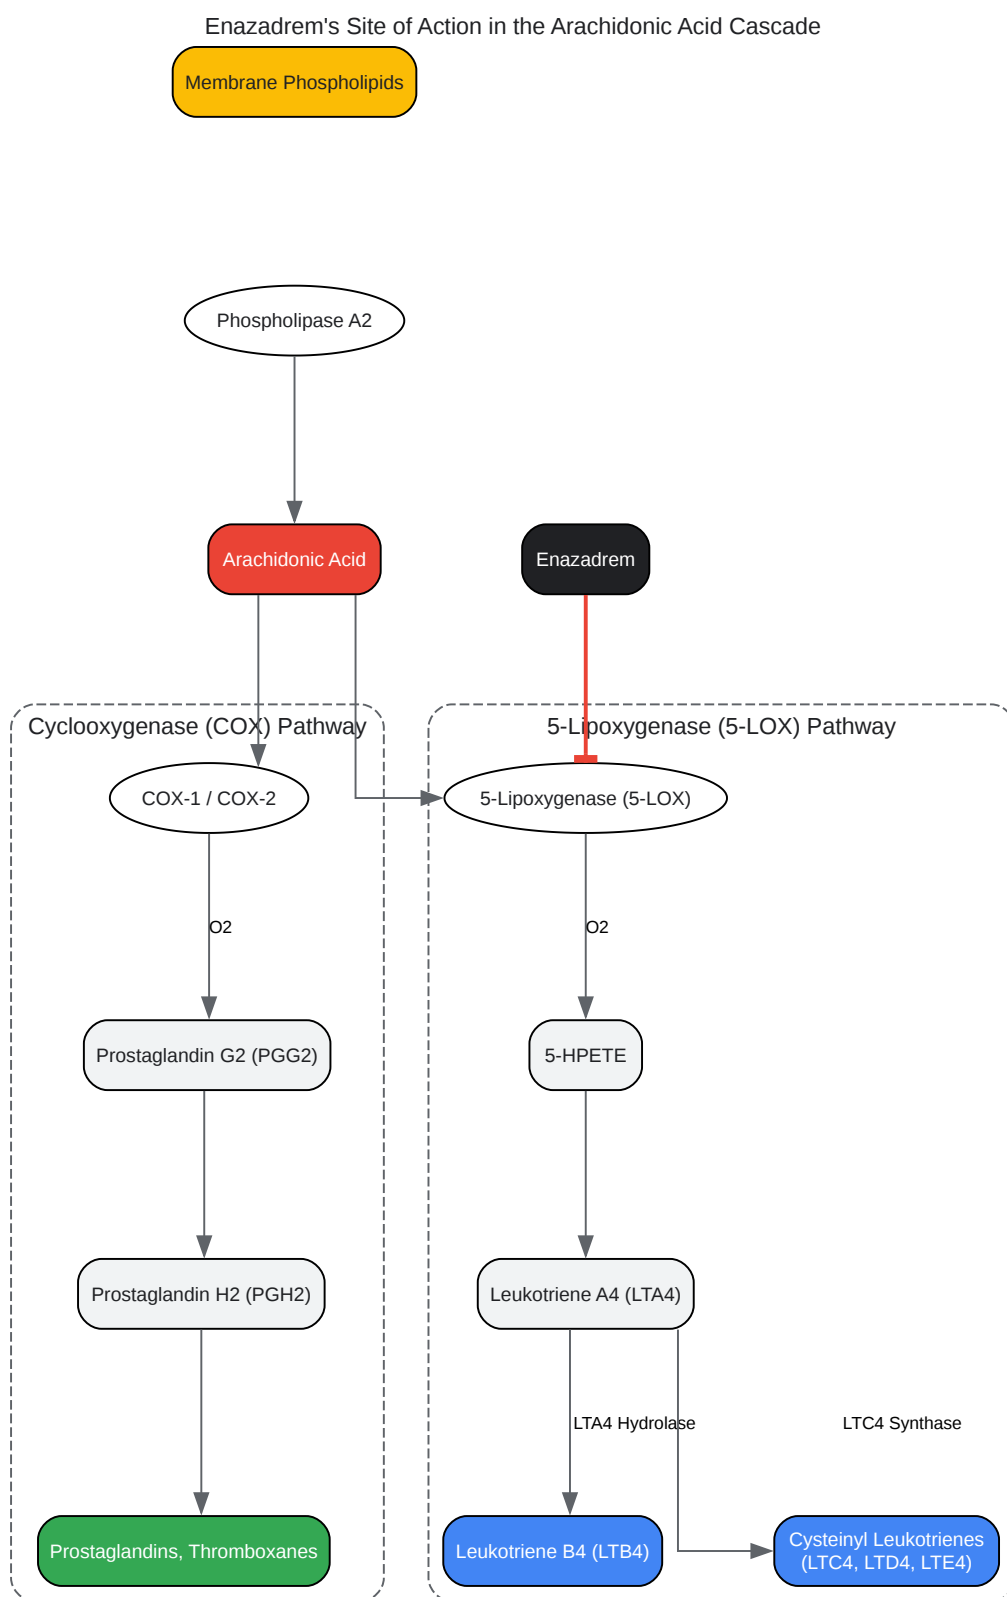 Enazadrem's Site of Action in the Arachidonic Acid Cascade
Membrane Phospholipids
Phospholipase A2
Arachidonic Acid
Enazadrem
Cyclooxygenase (COX) Pathway
5-Lipoxygenase (5-LOX) Pathway
COX-1 / COX-2
5-Lipoxygenase (5-LOX)
O2
O2
Prostaglandin G2 (PGG2)
5-HPETE
Prostaglandin H2 (PGH2)
Leukotriene A4 (LTA4)
LTA4 Hydrolase
LTC4 Synthase
Prostaglandins, Thromboxanes
Leukotriene B4 (LTB4)
Cysteinyl Leukotrienes
(LTC4, LTD4, LTE4)